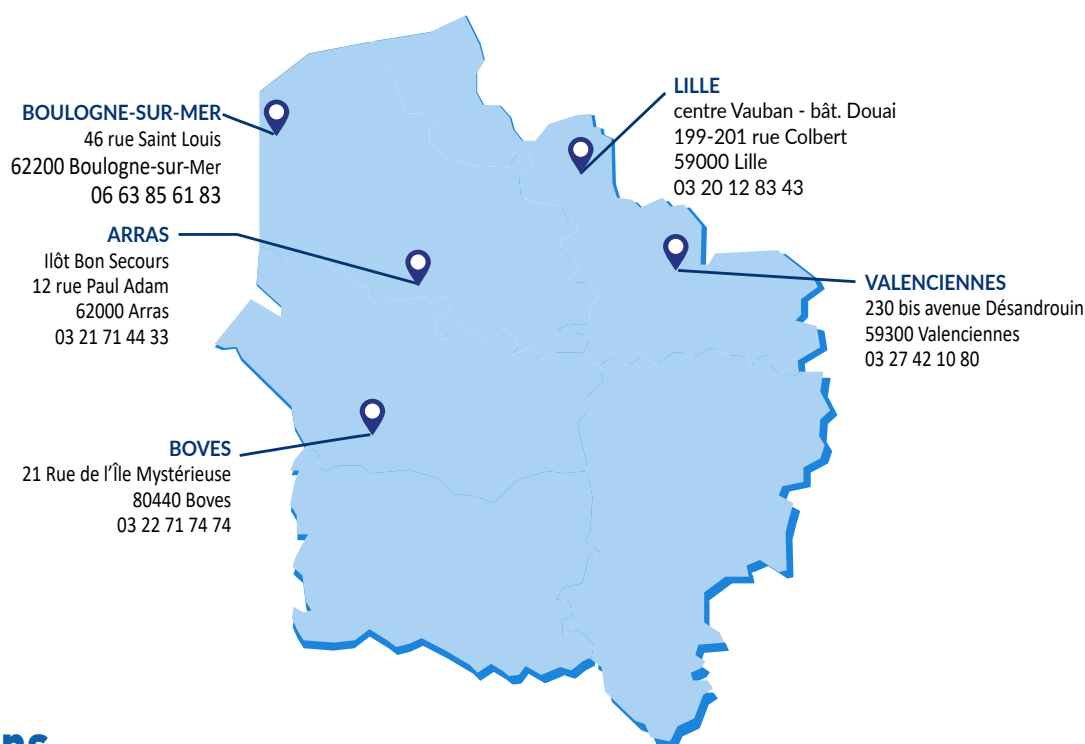 BOULOGNE-SUR-MER
46 rue Saint Louis
62200 Boulogne-sur-Mer
06 63 85 61 83
LILLE
centre Vauban - bât. Douai
199-201 rue Colbert
59000 Lille
03 20 12 83 43
ARRAS
Ilôt Bon Secours
12 rue Paul Adam
62000 Arras
03 21 71 44 33
VALENCIENNES
230 bis avenue Désandrouin
59300 Valenciennes
03 27 42 10 80
BOVES
21 Rue de l’Île Mystérieuse
80440 Boves
03 22 71 74 74